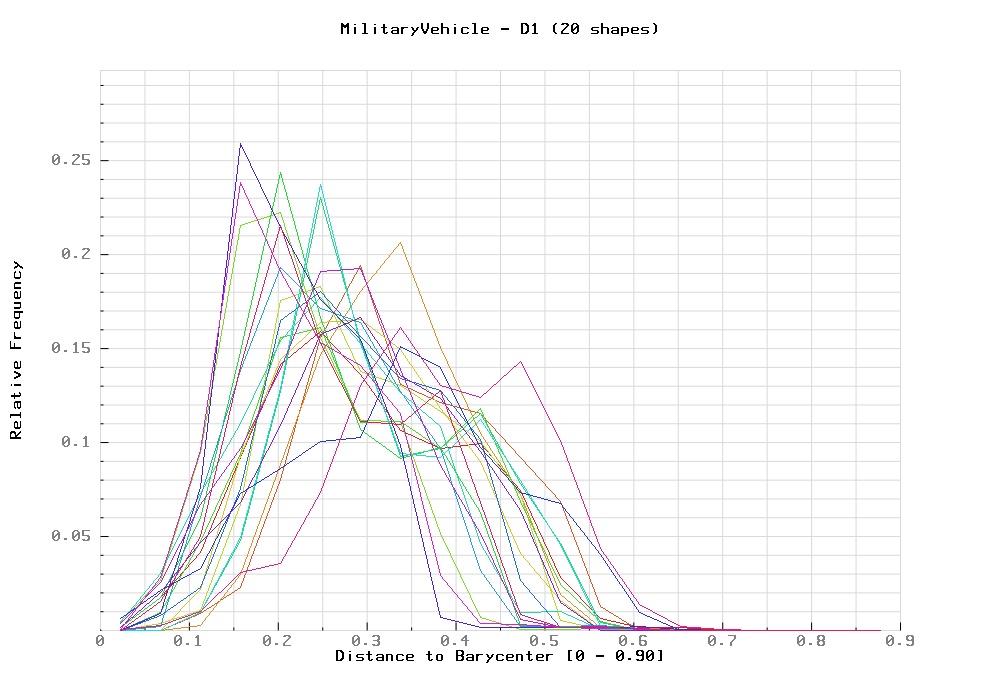 MilitaryVehicle - D1 (20 shapes)
0.25
0.2
0.15
0.1
0.05
Relative Frequency
0 0.1 0.2 0.3 0.4 0.5 0.6 0.7 0.8 0.9
Distance to Barycenter [0 - 0.90]